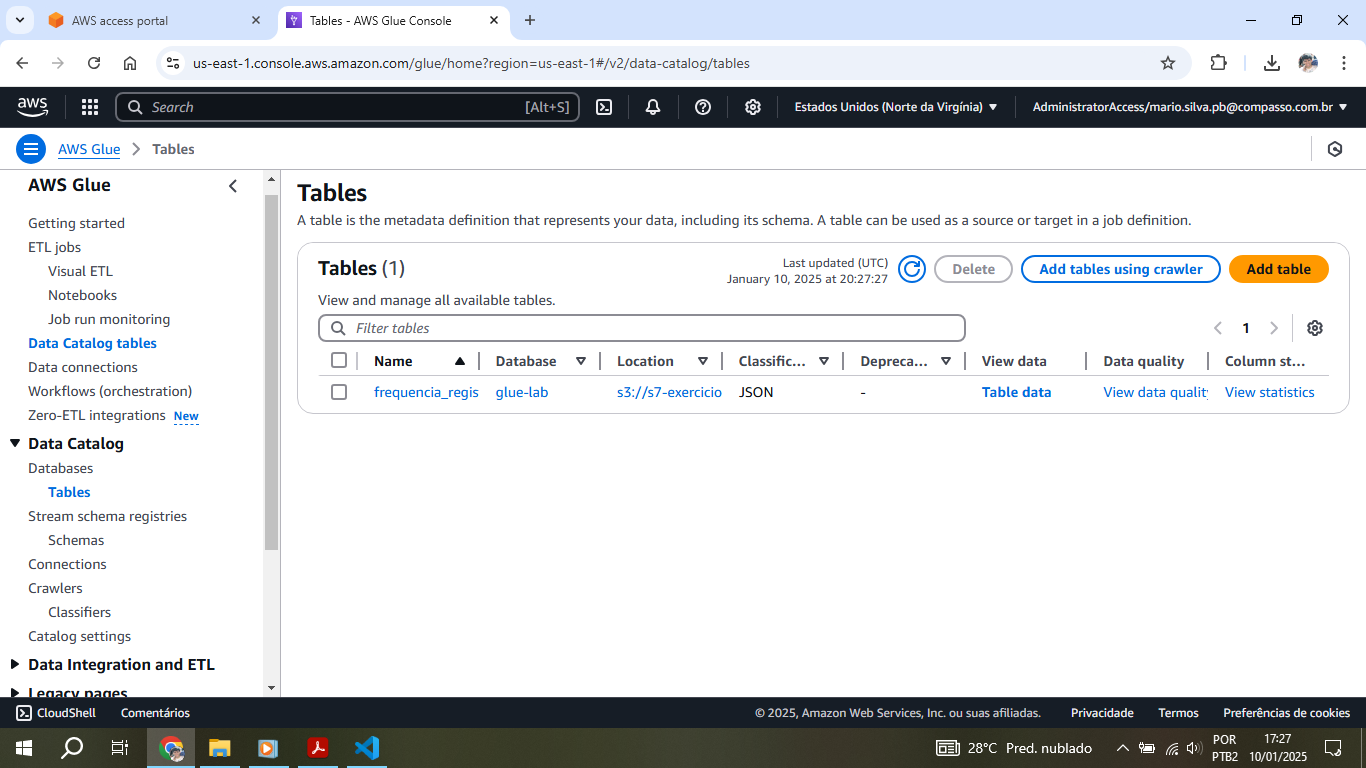 AWS access portal
Tables - AWS Glue Console
us-east-1.console.aws.amazon.com/glue/home?region=us-east-1#/v2/data-catalog/tables
aws
Search [Alt+S]
Estados Unidos (Norte da Virgínia)
AdministratorAccess/mario.silva.pb@compasso.com.br
AWS Glue > Tables
AWS Glue
Getting started
ETL jobs
Visual ETL
Notebooks
Job run monitoring
Data Catalog tables
Data connections
Workflows (orchestration)
Zero-ETL integrations New
Data Catalog
Databases
Tables
Stream schema registries
Schemas
Connections
Crawlers
Classifiers
Catalog settings
Data Integration and ETL
Legacy pages
Tables
A table is the metadata definition that represents your data, including its schema. A table can be used as a source or target in a job definition.
Tables (1)
Last updated (UTC)
January 10, 2025 at 20:27:27
Delete
Add tables using crawler
Add table
View and manage all available tables.
Filter tables
1
Name Database Location Classific... Depreca... View data Data quality Column st...
frequencia_regis glue-lab s3://s7-exercicio JSON - Table data View data quality View statistics
CloudShell Comentários © 2025, Amazon Web Services, Inc. ou suas afiliadas. Privacidade Termos Preferências de cookies
28°C Pred. nublado
POR
PTB2
17:27
10/01/2025